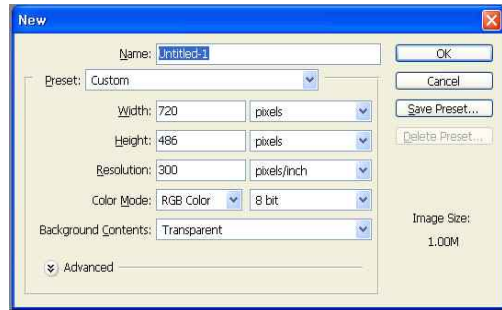 New
Name: Untitled-1
OK
Preset: Custom
Cancel
Width: 720 pixels
Save Preset...
Height: 486 pixels
Delete Preset...
Resolution: 300 pixels/inch
Color Mode: RGB Color 8 bit
Image Size:
Background Contents: Transparent
1.00M
Advanced